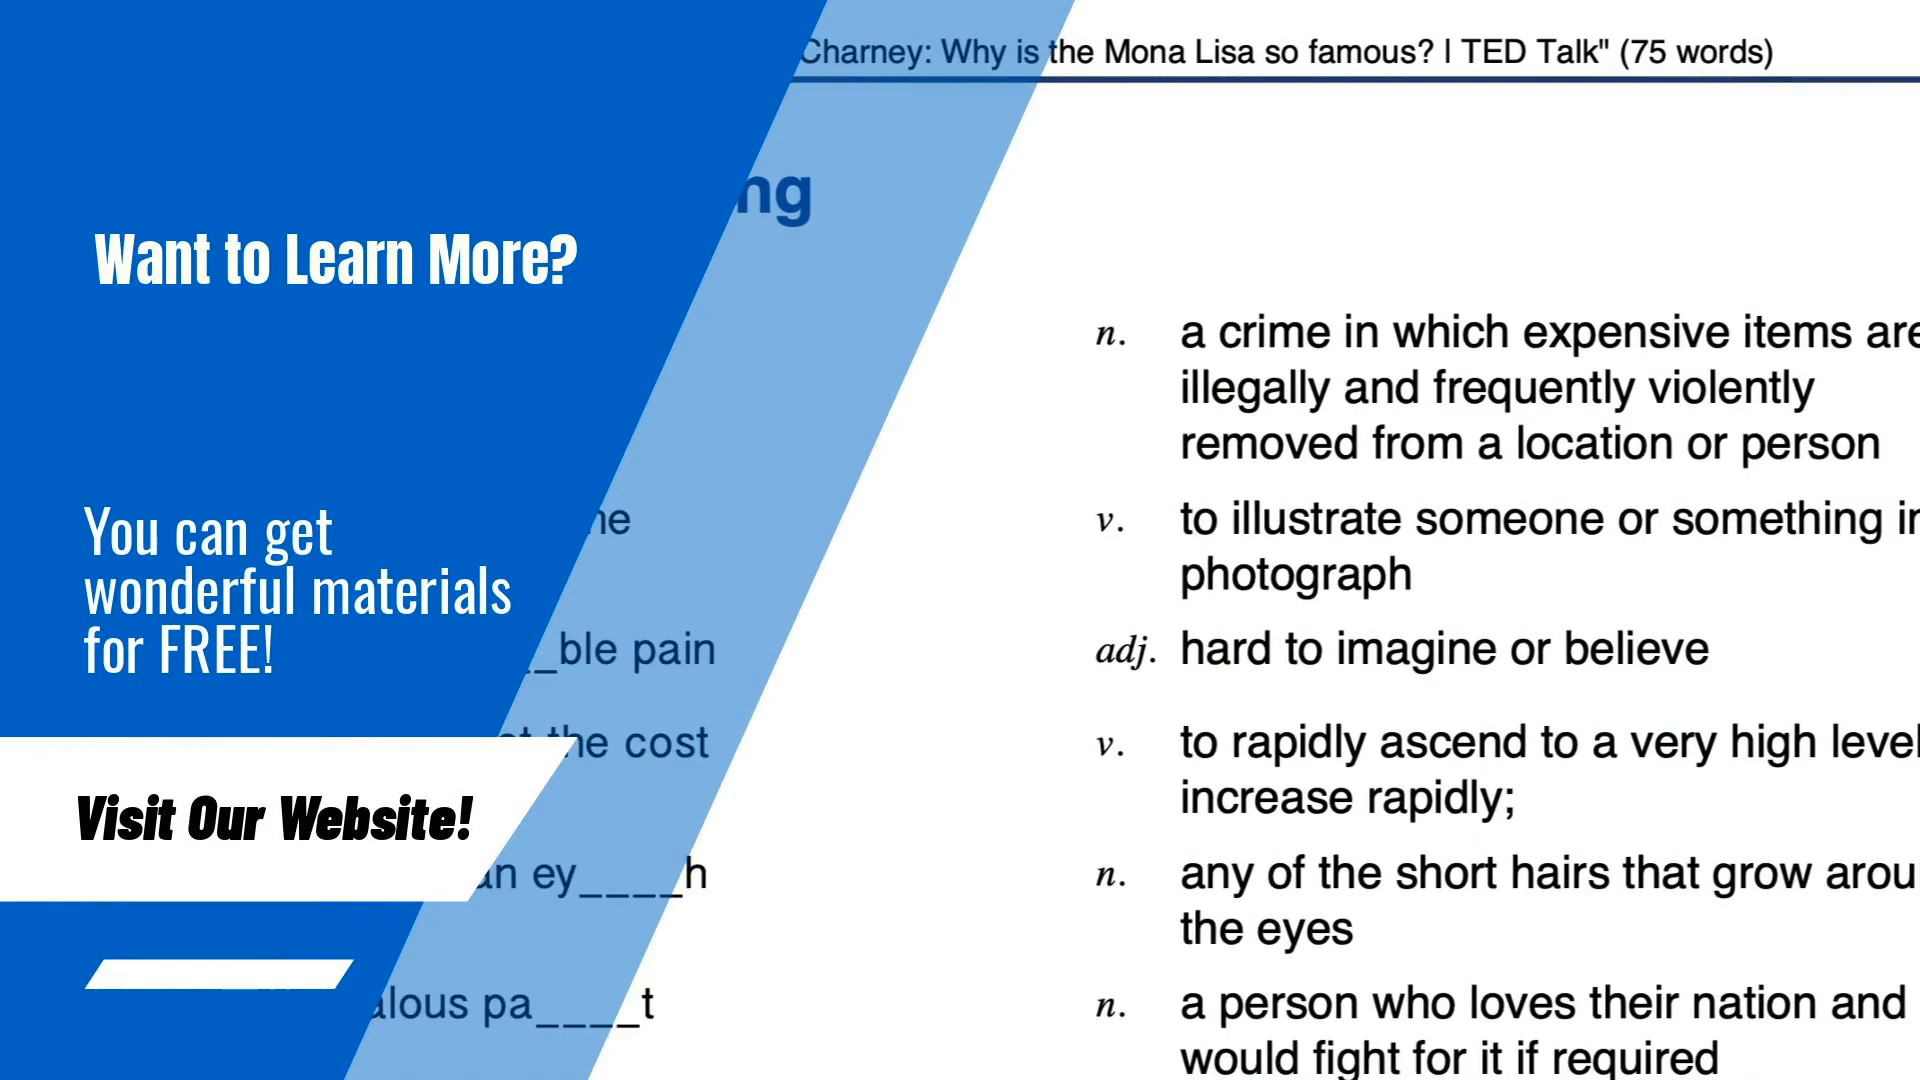 Charney: Why is the Mona Lisa so famous? | TED Talk" (75 words)
ng
Want to Learn More?
You can get
wonderful materials
for FREE!
Visit Our Website!
n. a crime in which expensive items are
illegally and frequently violently
removed from a location or person
v. to illustrate someone or something in
photograph
_ble pain adj. hard to imagine or believe
the cost v. to rapidly ascend to a very high level
increase rapidly;
an ey____h n. any of the short hairs that grow arou
the eyes
alous pa____t n. a person who loves their nation and
would fight for it if required